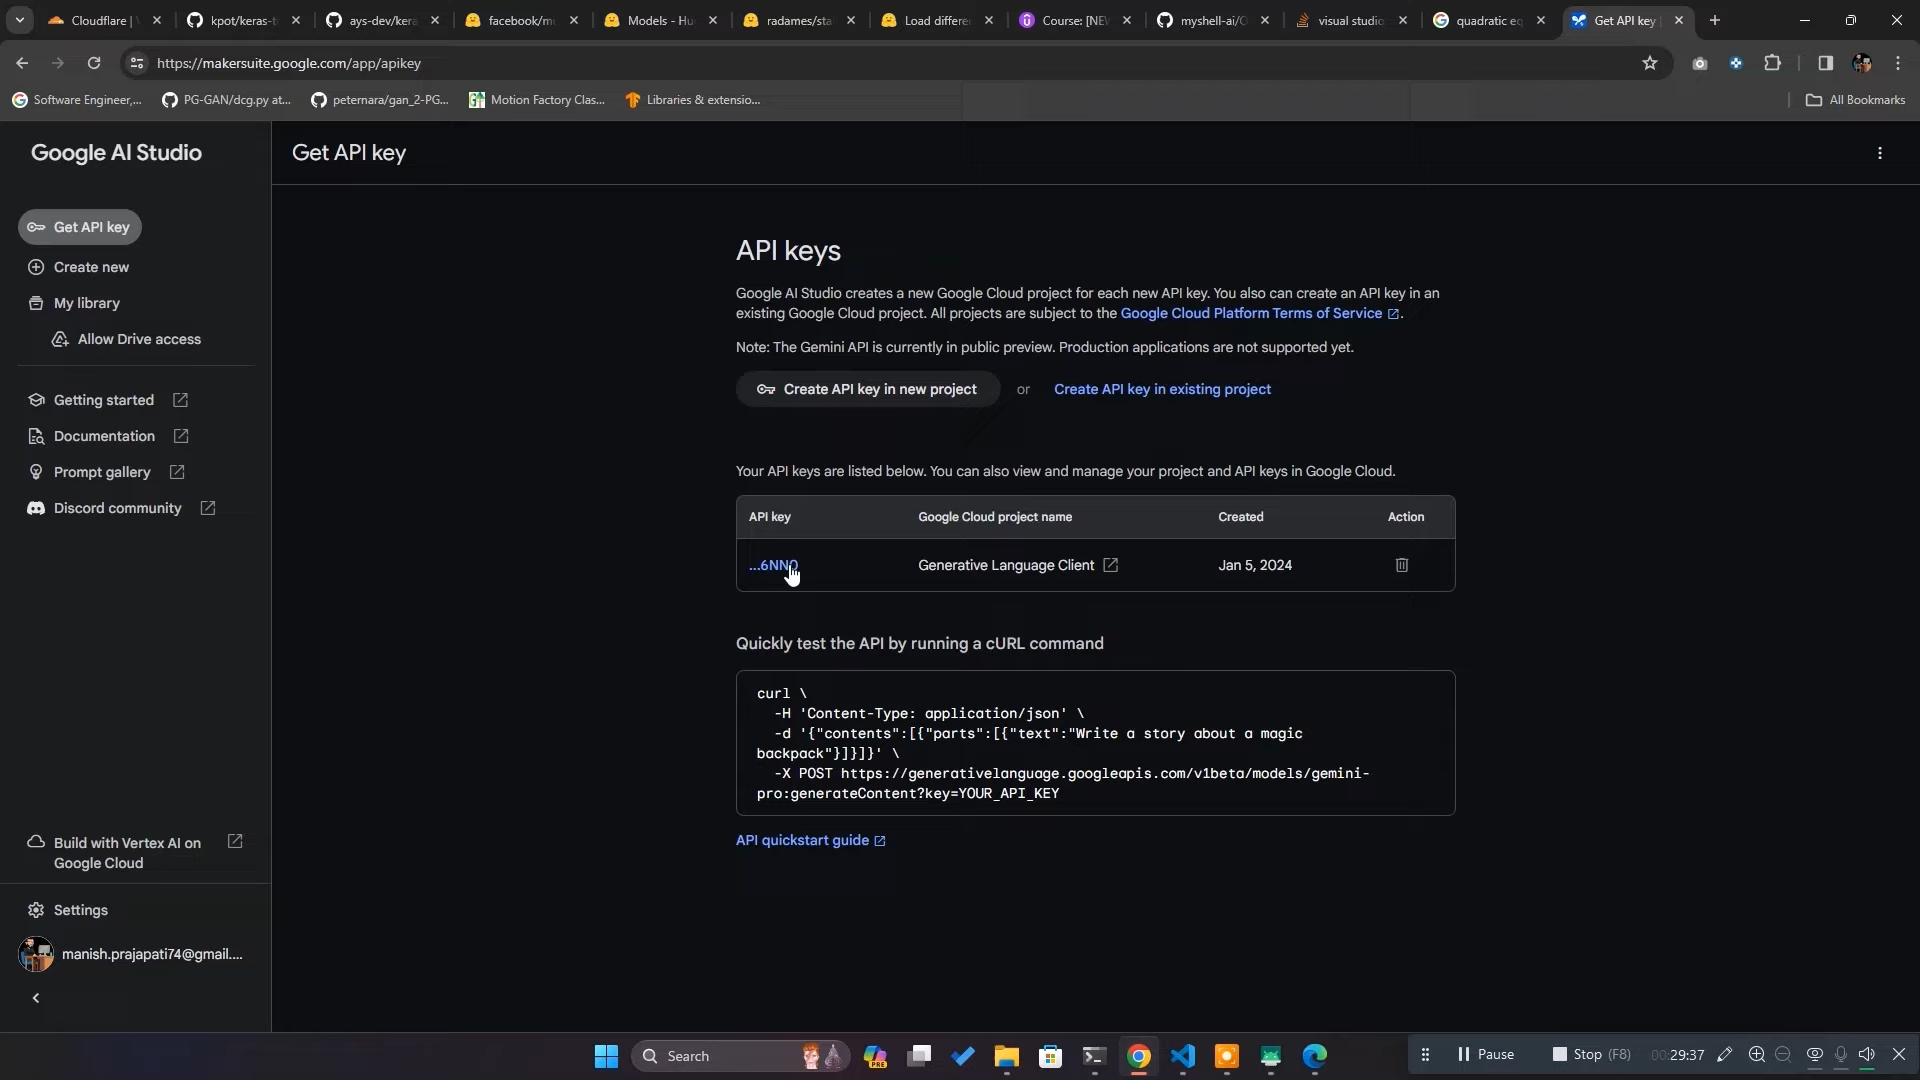 Cloudflare |
kpot/keras-t
ays-dev/kera
facebook/mu
Models - Hu
radames/sta
Load differe
Course: [NEW
myshell-ai/O
visual studio
quadratic eq
Get API key
https://makersuite.google.com/app/apikey
Software Engineer,...
PG-GAN/dcg.py at...
peternara/gan_2-PG...
Motion Factory Clas...
Libraries & extensio...
All Bookmarks
Google AI Studio
Get API key
Get API key
Create new
My library
Allow Drive access
Getting started
Documentation
Prompt gallery
Discord community
Build with Vertex AI on
Google Cloud
Settings
manish.prajapati74@gmail....
API keys
Google AI Studio creates a new Google Cloud project for each new API key. You also can create an API key in an
existing Google Cloud project. All projects are subject to the Google Cloud Platform Terms of Service.
Note: The Gemini API is currently in public preview. Production applications are not supported yet.
Create API key in new project or Create API key in existing project
Your API keys are listed below. You can also view and manage your project and API keys in Google Cloud.
API key Google Cloud project name Created Action
...6NN0 Generative Language Client Jan 5, 2024
Quickly test the API by running a cURL command
curl \
-H 'Content-Type: application/json' \
-d '{"contents":[{"parts":[{"text":"Write a story about a magic
backpack"}]}]}' \
-X POST https://generativelanguage.googleapis.com/v1beta/models/gemini-
pro:generateContent?key=YOUR_API_KEY
API quickstart guide
Search
PRE
Pause
Stop (F8)
00:29:37